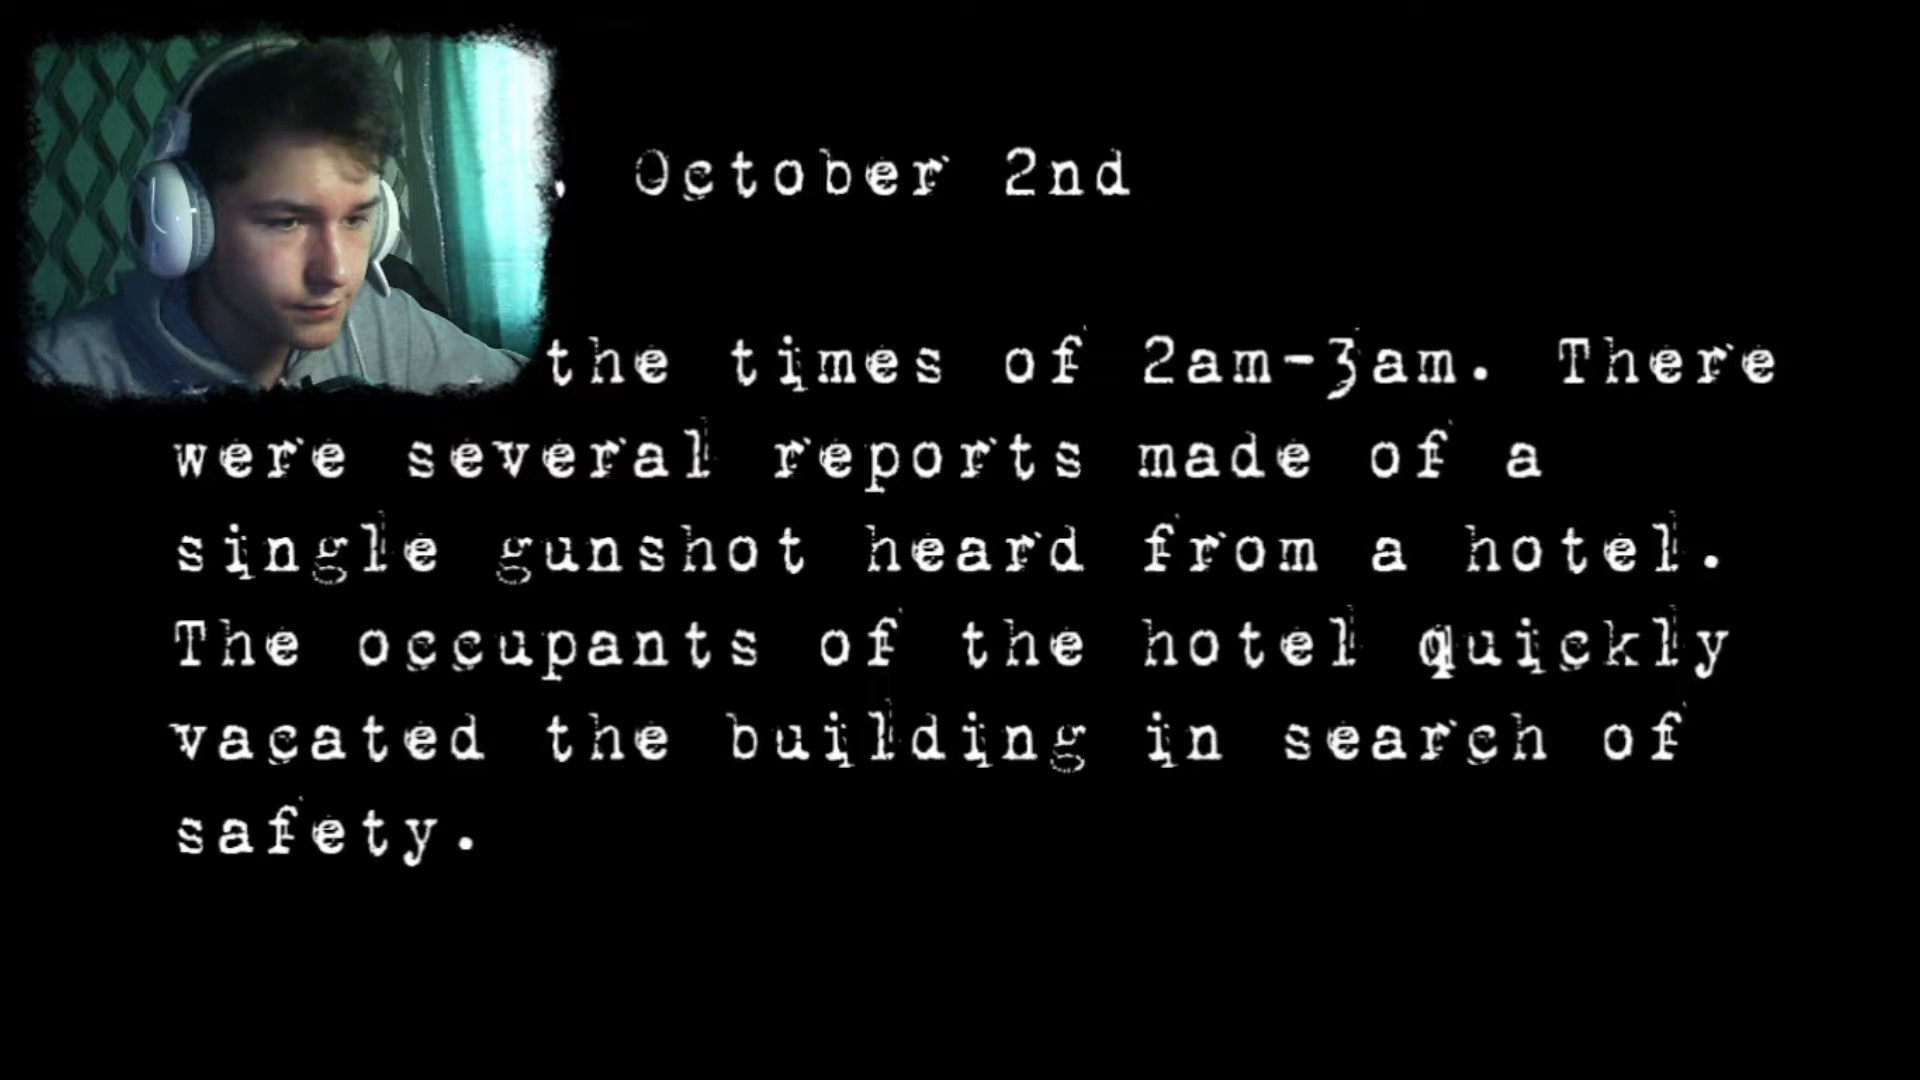 . October 2nd
the times of 2am-3am. There
were several reports made of a
single gunshot heard from a hotel.
The occupants of the hotel quickly
vacated the building in search of
safety.